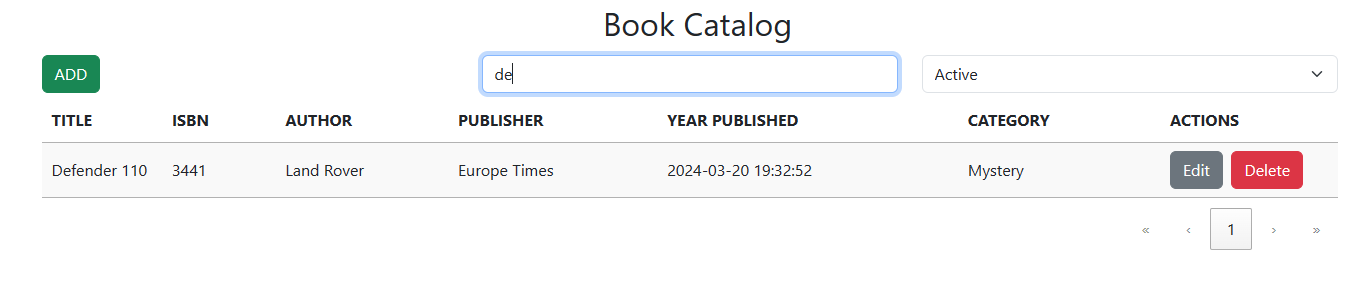 Book Catalog
ADD de Active
TITLE ISBN AUTHOR PUBLISHER YEAR PUBLISHED CATEGORY ACTIONS
Defender 110 3441 Land Rover Europe Times 2024-03-20 19:32:52 Mystery Edit Delete
« ‹ 1 › »